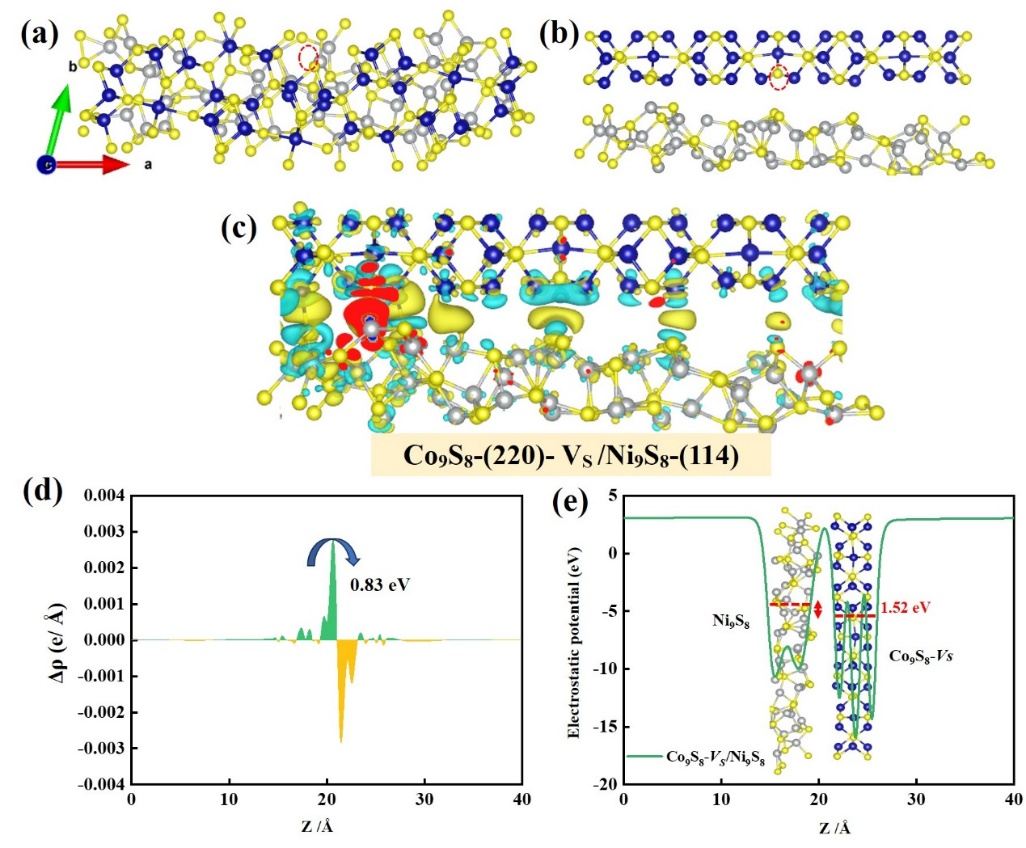 (a)
b
c
a
(b)
(c)
Co₉S₈-(220)- V_S /Ni₉S₈-(114)
(d)
0.004
0.003
0.002
0.001
0.000
-0.001
-0.002
-0.003
-0.004
Δρ (e/ Å)
0.83 eV
0
10
20
30
40
Z /Å
(e)
5
0
-5
-10
-15
-20
Electrostatic potential (eV)
Ni₉S₈
1.52 eV
Co₉S₈-Vs
Co₉S₈-V_S/Ni₉S₈
0
10
20
30
40
Z /Å